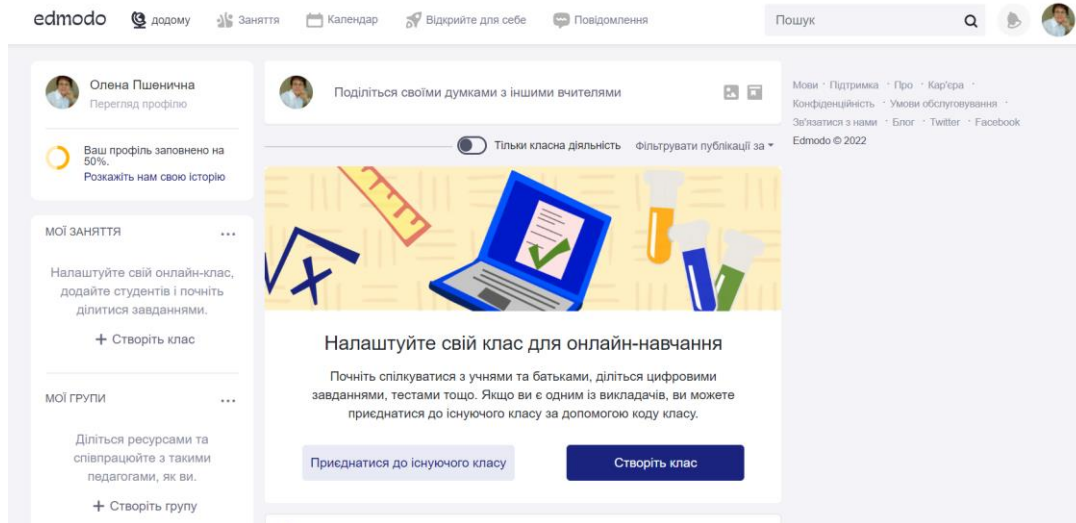 edmodo додому Заняття Календар Відкрийте для себе Повідомлення Пошук
Олена Пшенична
Перегляд профілю
Ваш профіль заповнено на
50%.
Розкажіть нам свою історію
МОЇ ЗАНЯТТЯ ...
Налаштуйте свій онлайн-клас,
додайте студентів і почніть
ділитися завданнями.
+ Створіть клас
МОЇ ГРУПИ ...
Діліться ресурсами та
співпрацюйте з такими
педагогами, як ви.
+ Створіть групу
Поділіться своїми думками з іншими вчителями
Тільки класна діяльність Фільтрувати публікації за
Налаштуйте свій клас для онлайн-навчання
Почніть спілкуватися з учнями та батьками, діліться цифровими
завданнями, тестами тощо. Якщо ви є одним із викладачів, ви можете
приєднатися до існуючого класу за допомогою коду класу.
Приєднатися до існуючого класу Створіть клас
Мови · Підтримка · Про · Кар'єра ·
Конфіденційність · Умови обслуговування ·
Зв'язатися з нами · Блог · Twitter · Facebook
Edmodo © 2022